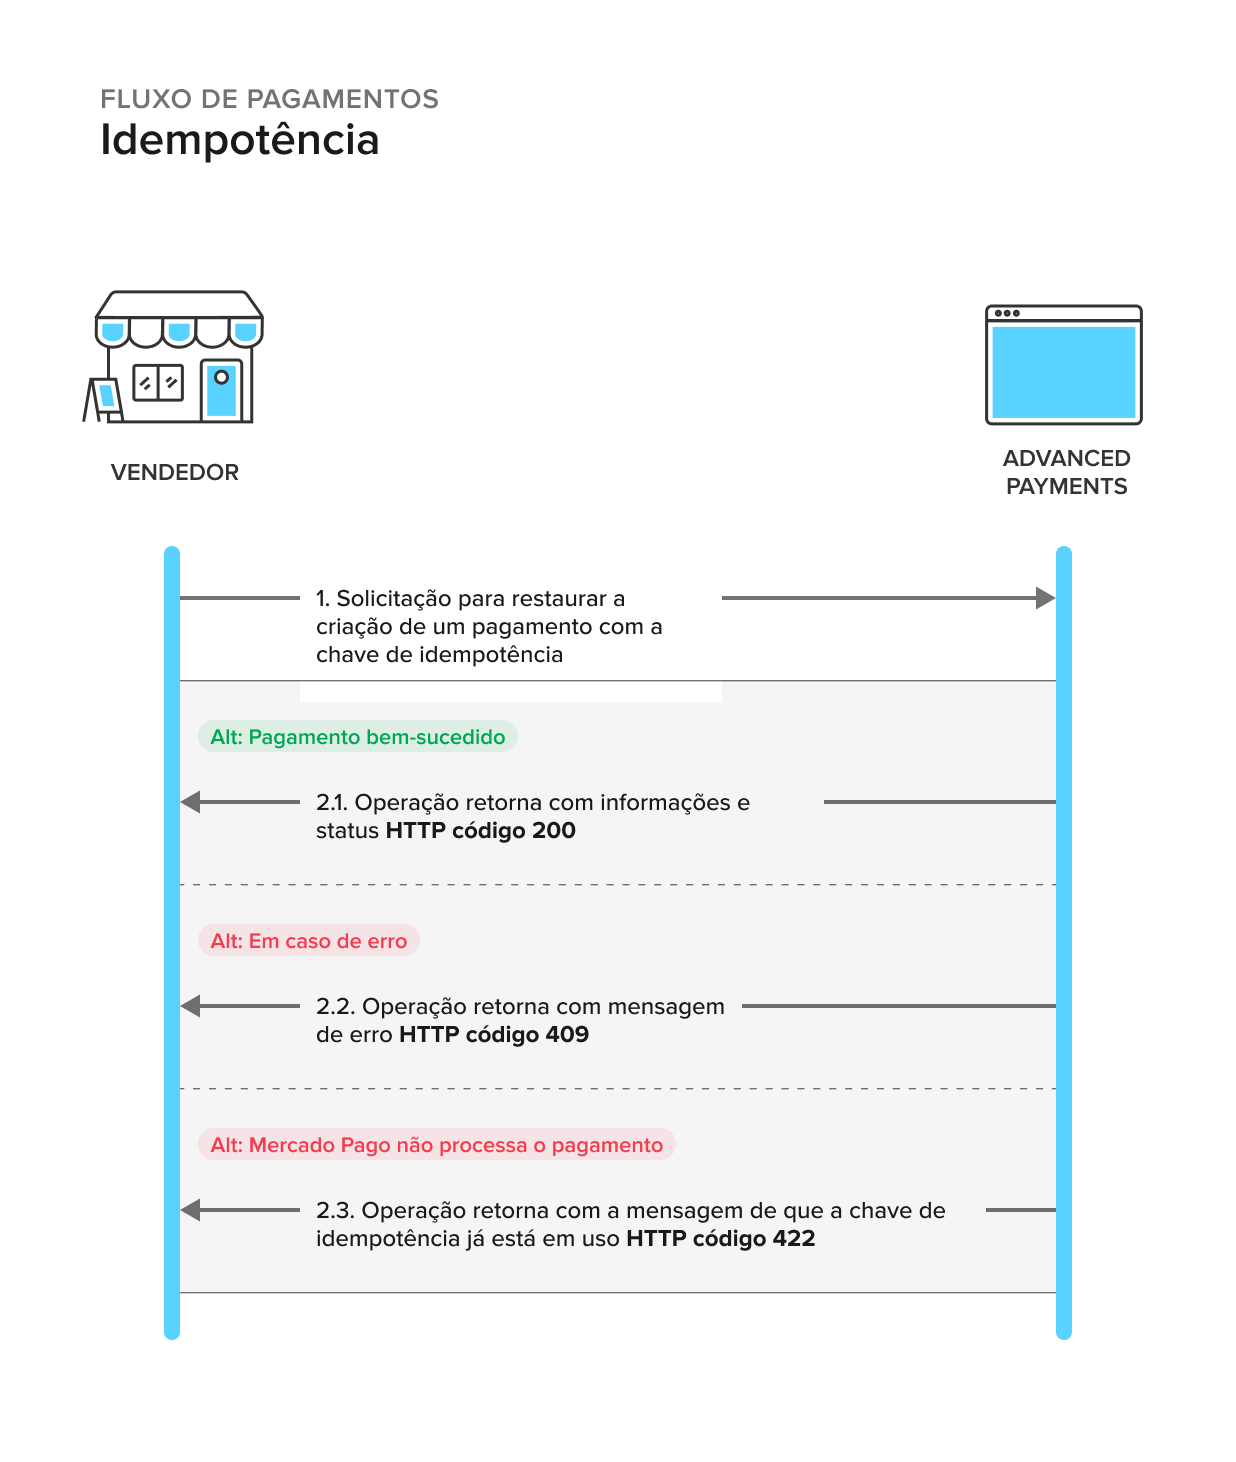 FLUXO DE PAGAMENTOS
Idempotência
VENDEDOR
ADVANCED
PAYMENTS
1. Solicitação para restaurar a
criação de um pagamento com a
chave de idempotência
Alt: Pagamento bem-sucedido
2.1. Operação retorna com informações e
status HTTP código 200
Alt: Em caso de erro
2.2. Operação retorna com mensagem
de erro HTTP código 409
Alt: Mercado Pago não processa o pagamento
2.3. Operação retorna com a mensagem de que a chave de
idempotência já está em uso HTTP código 422